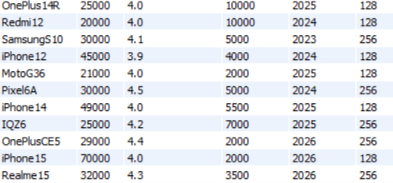 OnePlus14R 25000 4.0 10000 2025 128
Redmi12 20000 4.0 10000 2024 128
SamsungS10 30000 4.1 5000 2023 256
iPhone12 45000 3.9 4000 2024 128
MotoG36 21000 4.0 2000 2025 128
Pixel6A 30000 4.5 5000 2024 256
iPhone14 49000 4.0 5500 2025 128
IQZ6 25000 4.2 7000 2025 256
OnePlusCE5 29000 4.4 2000 2026 256
iPhone15 70000 4.0 2000 2026 128
Realme15 32000 4.3 3500 2026 256